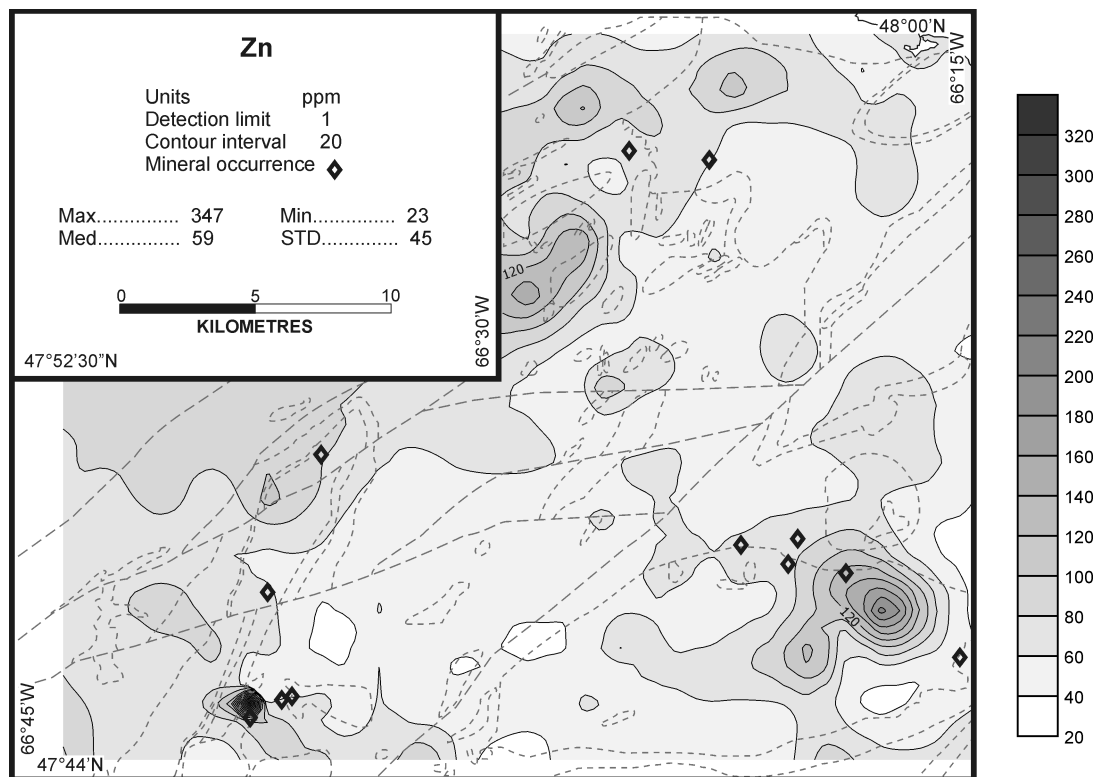 Zn
Units ppm
Detection limit 1
Contour interval 20
Mineral occurrence
Max............... 347 Min............... 23
Med............... 59 STD.............. 45
0 5 10
KILOMETRES
47°52'30"N
66°30'W
48°00'N
66°15'W
120
120
66°45'W
47°44'N
320
300
280
260
240
220
200
180
160
140
120
100
80
60
40
20